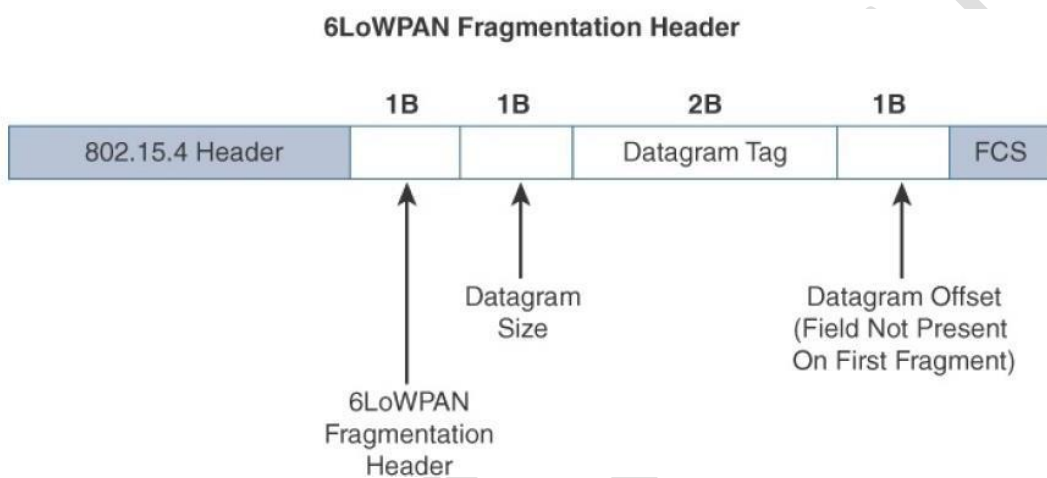 6LoWPAN Fragmentation Header
1B 1B 2B 1B
802.15.4 Header Datagram Tag FCS
Datagram
Size
Datagram Offset
(Field Not Present
On First Fragment)
6LoWPAN
Fragmentation
Header